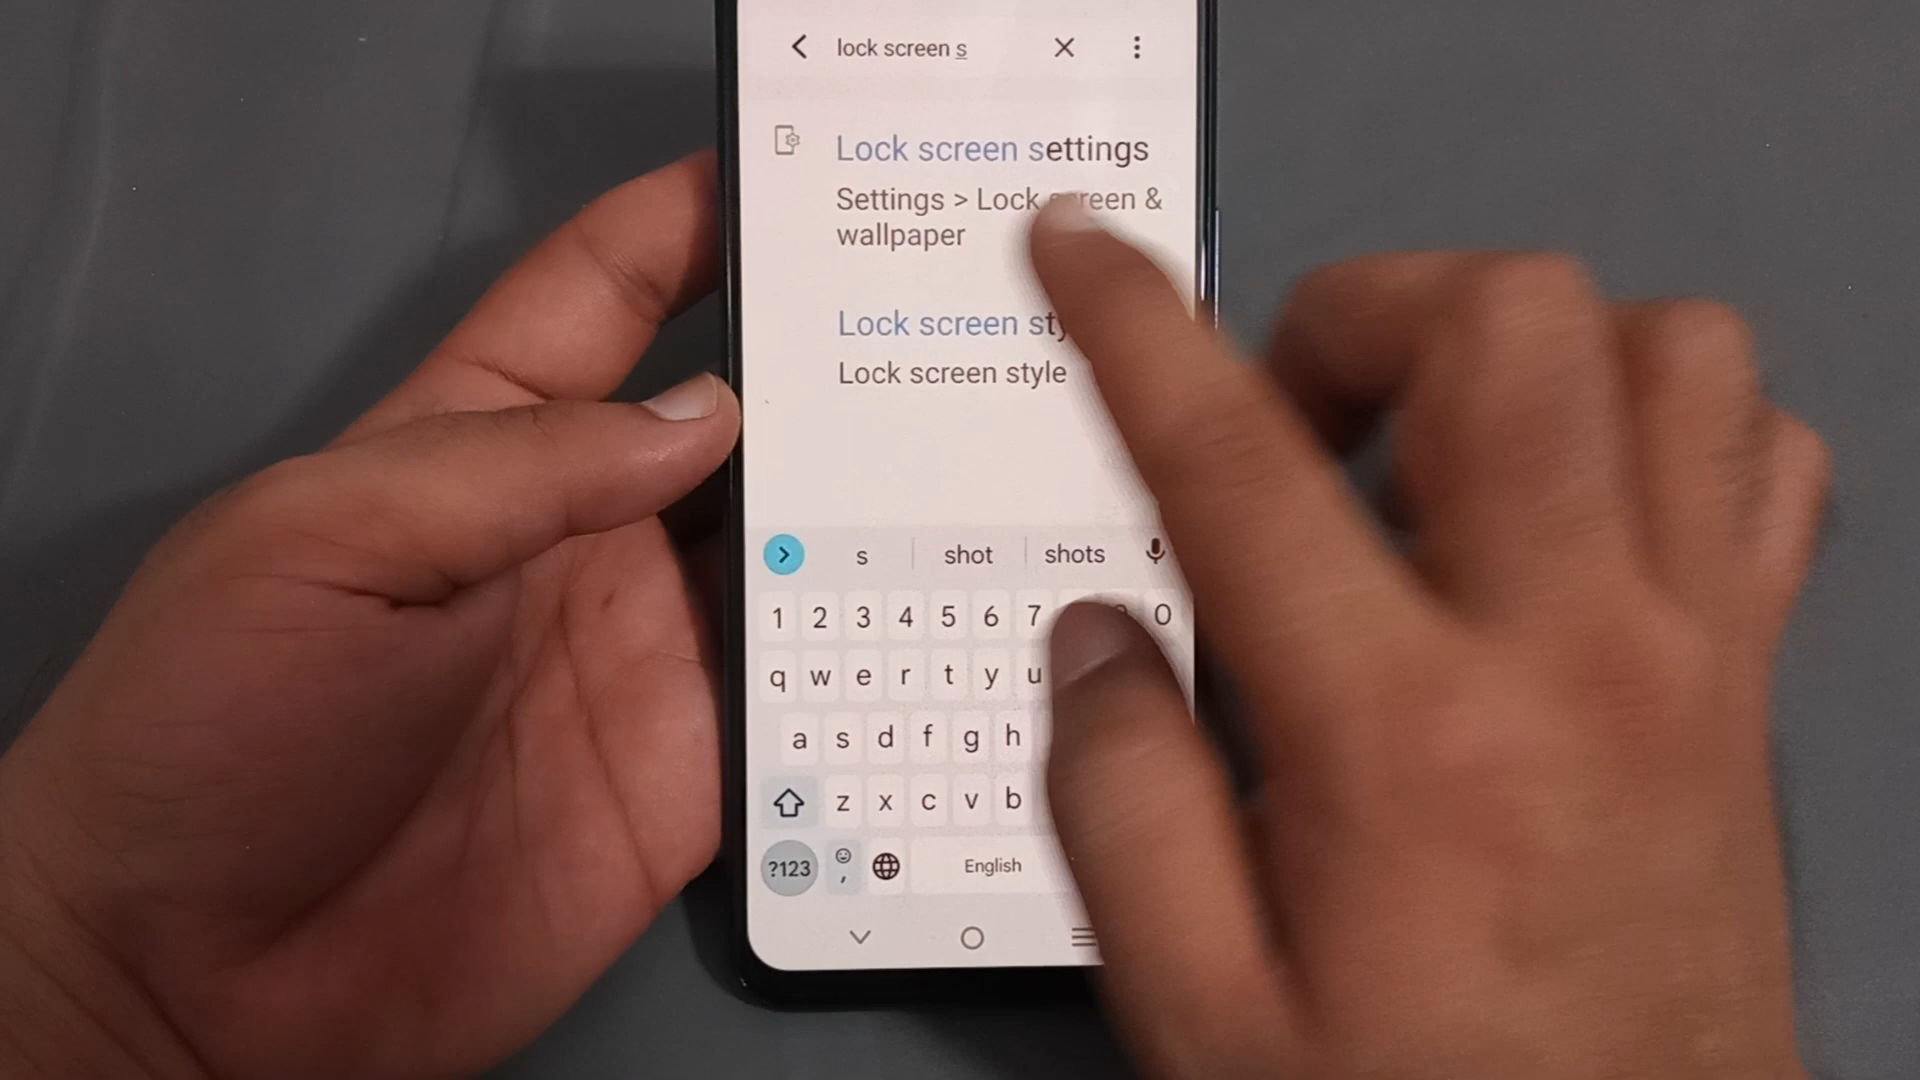 lock screen s
Lock screen settings
Settings > Lock screen &
wallpaper
Lock screen
Lock screen style
s shot shots
1 2 3 4 5 6 7 0
q w e r t y u
a s d f g h
z x c v b
?123 , English